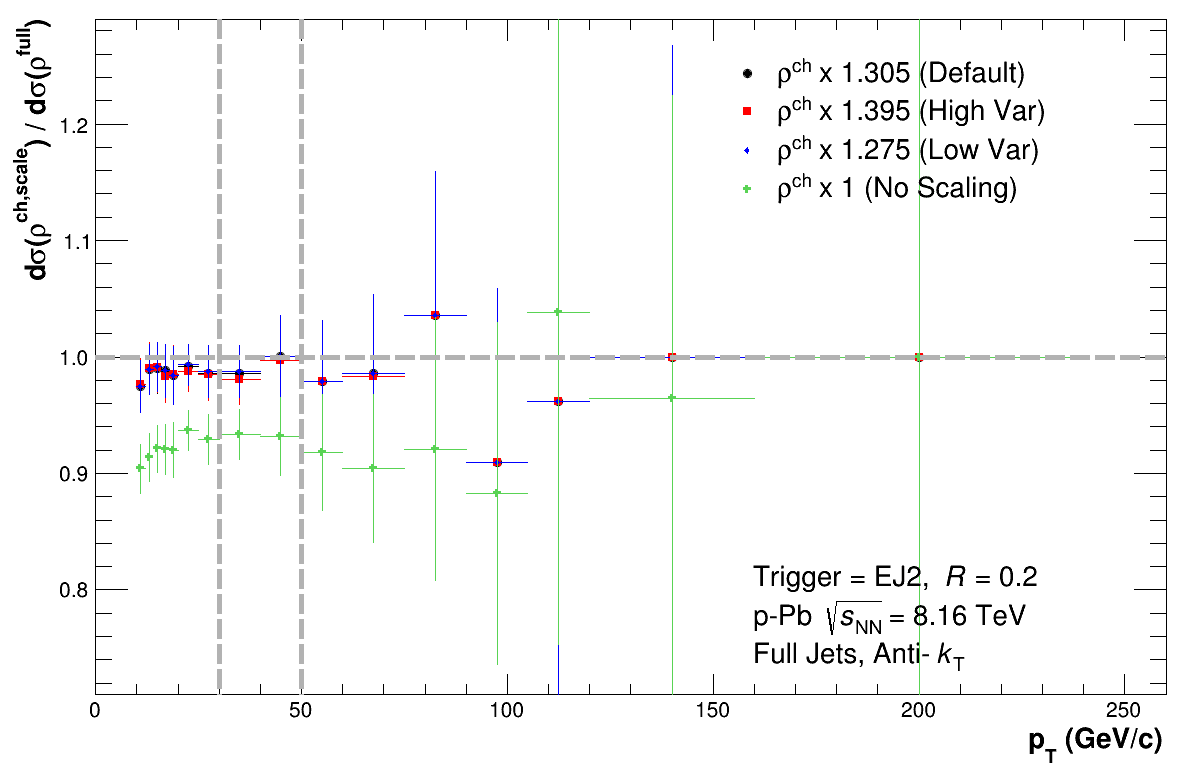 dσ(ρ^ch,scale) / dσ(ρ^full)
1.2
1.1
1.0
0.9
0.8
ρ^ch x 1.305 (Default)
ρ^ch x 1.395 (High Var)
ρ^ch x 1.275 (Low Var)
ρ^ch x 1 (No Scaling)
Trigger = EJ2, R = 0.2
p-Pb √s_NN = 8.16 TeV
Full Jets, Anti- k_T
0 50 100 150 200 250
p_T (GeV/c)